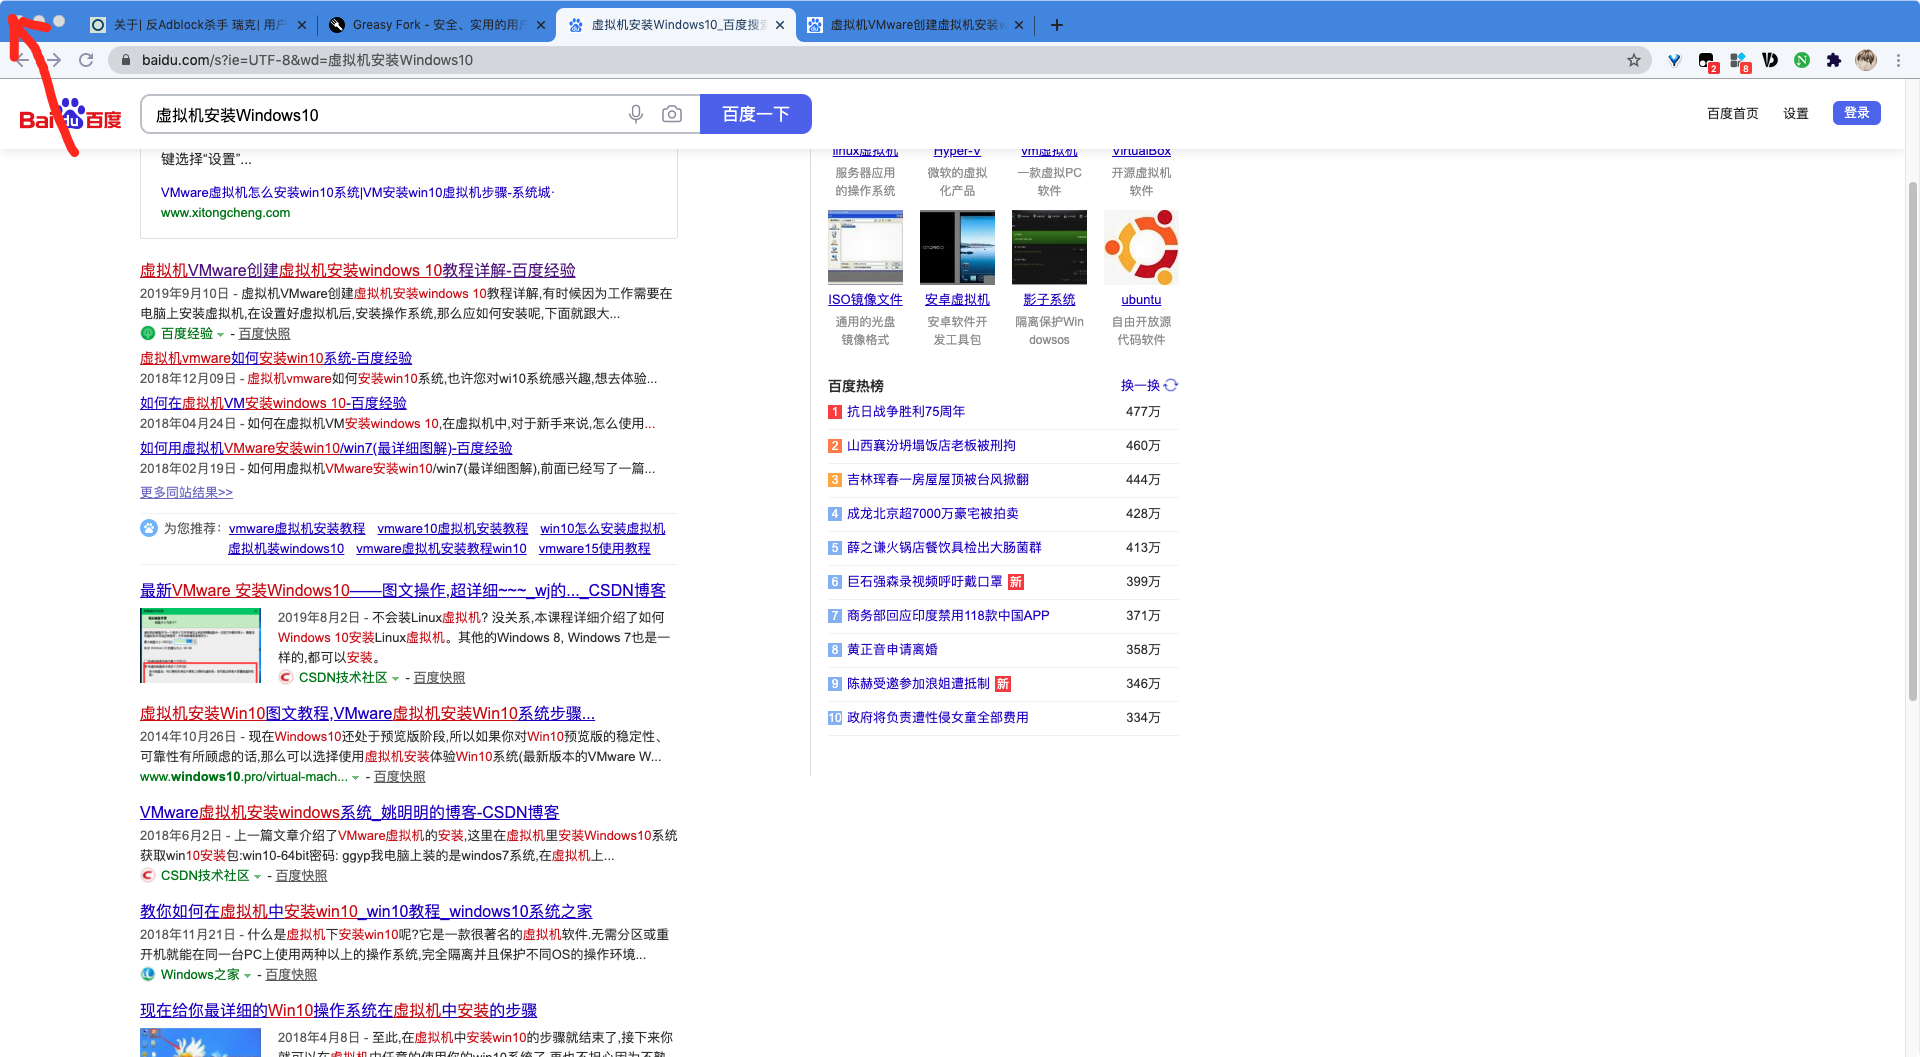 关于| 反Adblock杀手 瑞克| 用户
Greasy Fork - 安全、实用的用户
虚拟机安装Windows10_百度搜索
虚拟机VMware创建虚拟机安装w
baidu.com/s?ie=UTF-8&wd=虚拟机安装Windows10
2
8
Bai du 百度
虚拟机安装Windows10
百度一下
百度首页
设置
登录
键选择“设置”...
VMware虚拟机怎么安装win10系统|VM安装win10虚拟机步骤-系统城·
www.xitongcheng.com
虚拟机VMware创建虚拟机安装windows 10教程详解-百度经验
2019年9月10日 - 虚拟机VMware创建虚拟机安装windows 10教程详解,有时候因为工作需要在
电脑上安装虚拟机,在设置好虚拟机后,安装操作系统,那么应如何安装呢,下面就跟大...
百度经验 - 百度快照
虚拟机vmware如何安装win10系统-百度经验
2018年12月09日 - 虚拟机vmware如何安装win10系统,也许您对wi10系统感兴趣,想去体验...
如何在虚拟机VM安装windows 10-百度经验
2018年04月24日 - 如何在虚拟机VM安装windows 10,在虚拟机中,对于新手来说,怎么使用...
如何用虚拟机VMware安装win10/win7(最详细图解)-百度经验
2018年02月19日 - 如何用虚拟机VMware安装win10/win7(最详细图解),前面已经写了一篇...
更多同站结果>>
为您推荐： vmware虚拟机安装教程 vmware10虚拟机安装教程 win10怎么安装虚拟机
虚拟机装windows10 vmware虚拟机安装教程win10 vmware15使用教程
最新VMware 安装Windows10——图文操作,超详细~~~_wj的..._CSDN博客
2019年8月2日 - 不会装Linux虚拟机? 没关系,本课程详细介绍了如何
Windows 10安装Linux虚拟机。其他的Windows 8, Windows 7也是一
样的,都可以安装。
CSDN技术社区 - 百度快照
虚拟机安装Win10图文教程,VMware虚拟机安装Win10系统步骤...
2014年10月26日 - 现在Windows10还处于预览版阶段,所以如果你对Win10预览版的稳定性、
可靠性有所顾虑的话,那么可以选择使用虚拟机安装体验Win10系统(最新版本的VMware W...
www.windows10.pro/virtual-mach... - 百度快照
VMware虚拟机安装windows系统_姚明明的博客-CSDN博客
2018年6月2日 - 上一篇文章介绍了VMware虚拟机的安装,这里在虚拟机里安装Windows10系统
获取win10安装包:win10-64bit密码: ggyp我电脑上装的是windos7系统,在虚拟机上...
CSDN技术社区 - 百度快照
教你如何在虚拟机中安装win10_win10教程_windows10系统之家
2018年11月21日 - 什么是虚拟机下安装win10呢?它是一款很著名的虚拟机软件.无需分区或重
开机就能在同一台PC上使用两种以上的操作系统,完全隔离并且保护不同OS的操作环境...
Windows之家 - 百度快照
现在给你最详细的Win10操作系统在虚拟机中安装的步骤
2018年4月8日 - 至此,在虚拟机中安装win10的步骤就结束了,接下来你
就可以在虚拟机中任意的使用你的win10系统了,再也不担心因为不熟
linux虚拟机 Hyper-V vm虚拟机 VirtualBox
服务器应用 微软的虚拟 一款虚拟PC 开源虚拟机
的操作系统 化产品 软件 软件
ISO镜像文件 安卓虚拟机 影子系统 ubuntu
通用的光盘 安卓软件开 隔离保护Win 自由开放源
镜像格式 发工具包 dowsos 代码软件
百度热榜 换一换
1 抗日战争胜利75周年 477万
2 山西襄汾坍塌饭店老板被刑拘 460万
3 吉林珲春一房屋屋顶被台风掀翻 444万
4 成龙北京超7000万豪宅被拍卖 428万
5 薛之谦火锅店餐饮具检出大肠菌群 413万
6 巨石强森录视频呼吁戴口罩 新 399万
7 商务部回应印度禁用118款中国APP 371万
8 黄正音申请离婚 358万
9 陈赫受邀参加浪姐遭抵制 新 346万
10 政府将负责遭性侵女童全部费用 334万